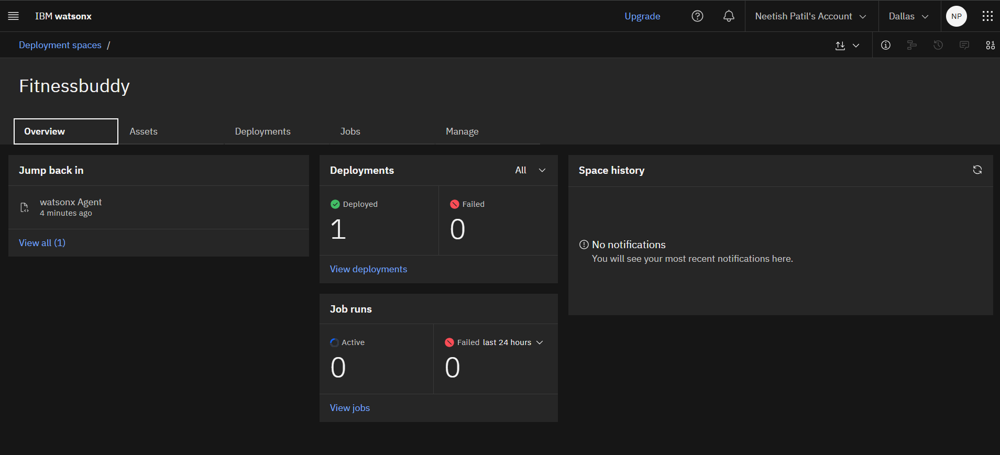 IBM watsonx
Upgrade
Neetish Patil's Account
Dallas
NP
Deployment spaces /
Fitnessbuddy
Overview
Assets
Deployments
Jobs
Manage
Jump back in
watsonx Agent
4 minutes ago
View all (1)
Deployments
All
Deployed
1
Failed
0
View deployments
Job runs
Active
0
Failed last 24 hours
0
View jobs
Space history
No notifications
You will see your most recent notifications here.